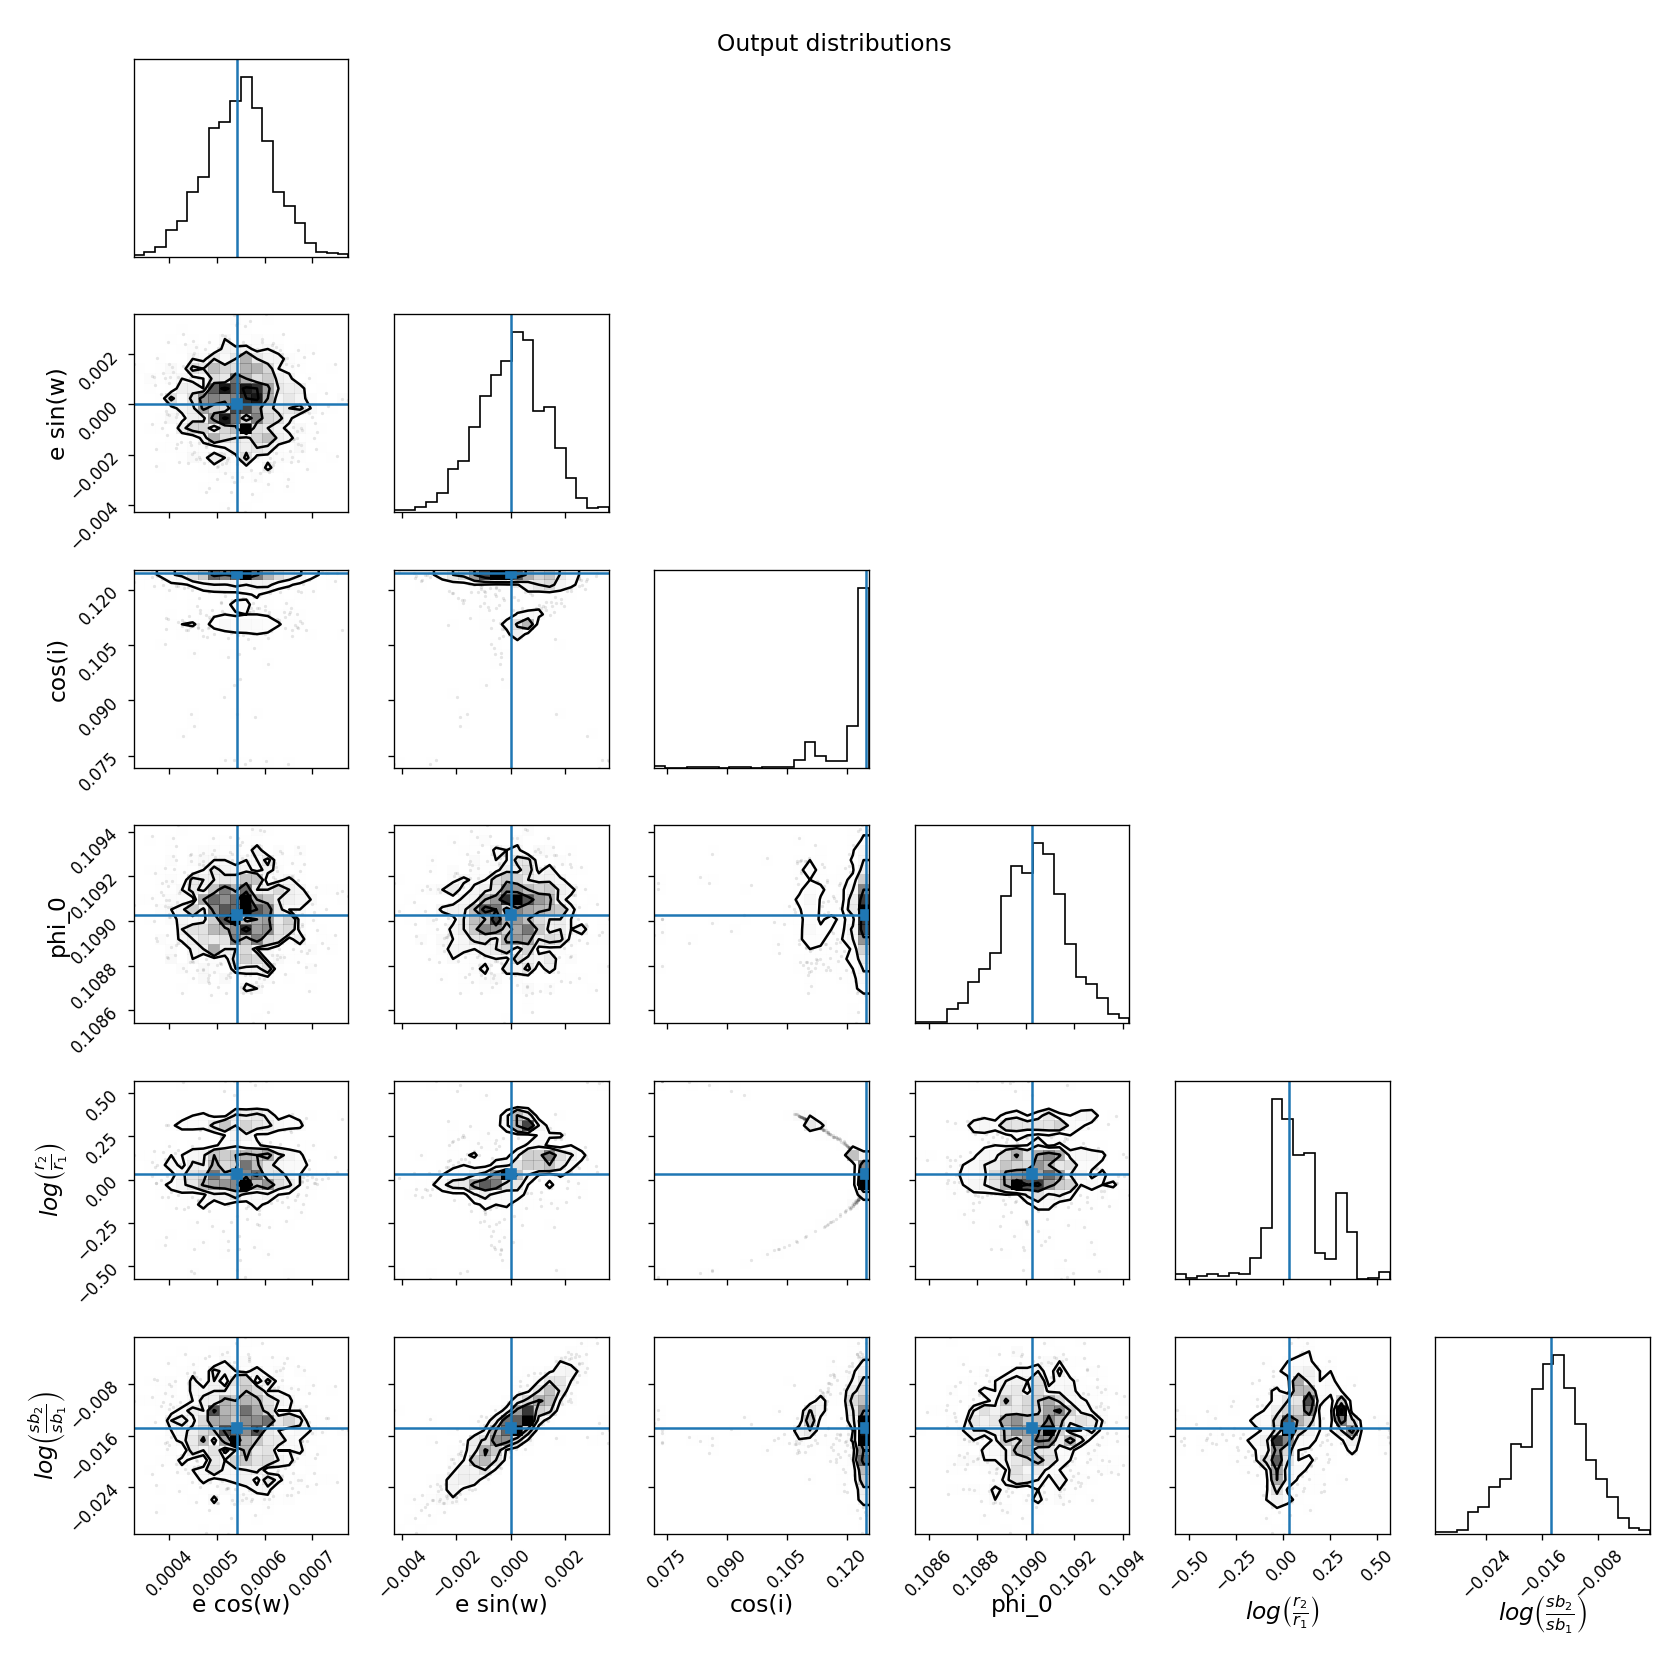 Output distributions
e sin(w)
0.002
0.000
−0.002
−0.004
cos(i)
0.120
0.105
0.090
0.075
phi_0
0.1094
0.1092
0.1090
0.1088
0.1086
log(r₂/r₁)
0.50
0.25
0.00
−0.25
−0.50
log(sb₂/sb₁)
−0.008
−0.016
−0.024
0.0004 0.0005 0.0006 0.0007
e cos(w)
−0.004 −0.002 0.000 0.002
e sin(w)
0.075 0.090 0.105 0.120
cos(i)
0.1086 0.1088 0.1090 0.1092 0.1094
phi_0
−0.50 −0.25 0.00 0.25 0.50
log(r₂/r₁)
−0.024 −0.016 −0.008
log(sb₂/sb₁)